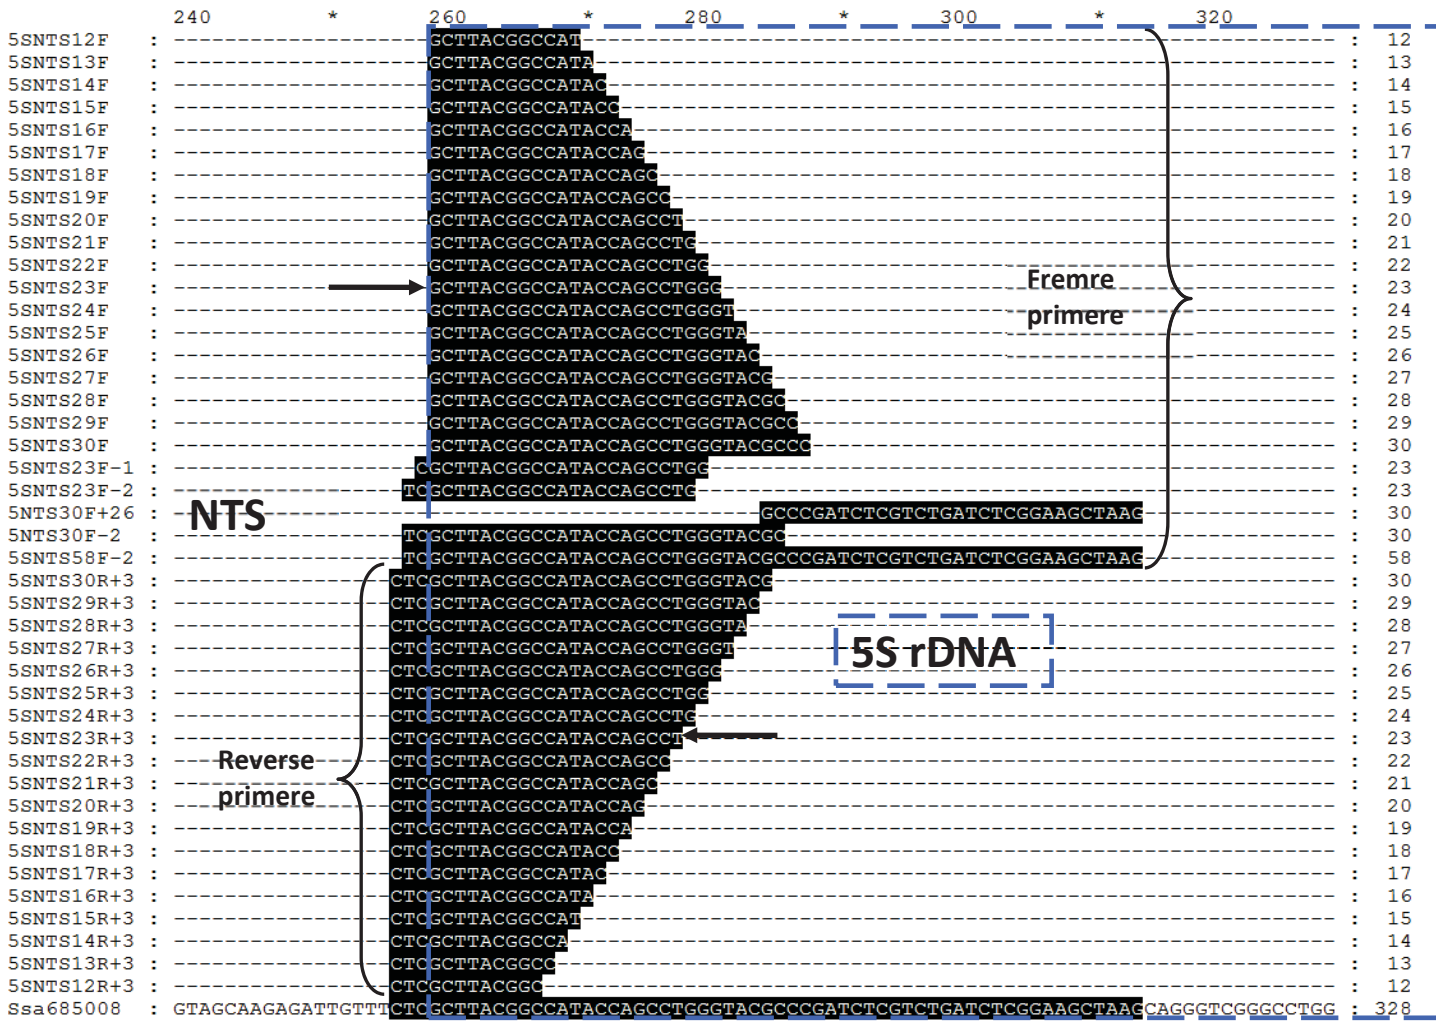 240 * 260 * 280 * 300 * 320
5SNTS12F : GCTTACGGCCAT : 12
5SNTS13F : GCTTACGGCCATA : 13
5SNTS14F : GCTTACGGCCATAC : 14
5SNTS15F : GCTTACGGCCATACC : 15
5SNTS16F : GCTTACGGCCATACCA : 16
5SNTS17F : GCTTACGGCCATACCAG : 17
5SNTS18F : GCTTACGGCCATACCAGC : 18
5SNTS19F : GCTTACGGCCATACCAGCC : 19
5SNTS20F : GCTTACGGCCATACCAGCCT : 20
5SNTS21F : GCTTACGGCCATACCAGCCTG : 21
5SNTS22F : GCTTACGGCCATACCAGCCTGG : 22
5SNTS23F : GCTTACGGCCATACCAGCCTGGG : 23
5SNTS24F : GCTTACGGCCATACCAGCCTGGGT : 24
5SNTS25F : GCTTACGGCCATACCAGCCTGGGTA : 25
5SNTS26F : GCTTACGGCCATACCAGCCTGGGTAC : 26
5SNTS27F : GCTTACGGCCATACCAGCCTGGGTACG : 27
5SNTS28F : GCTTACGGCCATACCAGCCTGGGTACGC : 28
5SNTS29F : GCTTACGGCCATACCAGCCTGGGTACGCC : 29
5SNTS30F : GCTTACGGCCATACCAGCCTGGGTACGCCC : 30
5SNTS23F-1 : CGCTTACGGCCATACCAGCCTGG : 23
5SNTS23F-2 : TCGCTTACGGCCATACCAGCCTG : 23
5NTS30F+26 : GCCCGATCTCGTCTGATCTCGGAAGCTAAG : 30
5NTS30F-2 : TCGCTTACGGCCATACCAGCCTGGGTACGC : 30
5SNTS58F-2 : TCGCTTACGGCCATACCAGCCTGGGTACGCCCGATCTCGTCTGATCTCGGAAGCTAAG : 58
5SNTS30R+3 : CTCGCTTACGGCCATACCAGCCTGGGTACG : 30
5SNTS29R+3 : CTCGCTTACGGCCATACCAGCCTGGGTAC : 29
5SNTS28R+3 : CTCGCTTACGGCCATACCAGCCTGGGTA : 28
5SNTS27R+3 : CTCGCTTACGGCCATACCAGCCTGGGT : 27
5SNTS26R+3 : CTCGCTTACGGCCATACCAGCCTGGG : 26
5SNTS25R+3 : CTCGCTTACGGCCATACCAGCCTGG : 25
5SNTS24R+3 : CTCGCTTACGGCCATACCAGCCTG : 24
5SNTS23R+3 : CTCGCTTACGGCCATACCAGCCT : 23
5SNTS22R+3 : CTCGCTTACGGCCATACCAGCC : 22
5SNTS21R+3 : CTCGCTTACGGCCATACCAGC : 21
5SNTS20R+3 : CTCGCTTACGGCCATACCAG : 20
5SNTS19R+3 : CTCGCTTACGGCCATACCA : 19
5SNTS18R+3 : CTCGCTTACGGCCATACC : 18
5SNTS17R+3 : CTCGCTTACGGCCATAC : 17
5SNTS16R+3 : CTCGCTTACGGCCATA : 16
5SNTS15R+3 : CTCGCTTACGGCCAT : 15
5SNTS14R+3 : CTCGCTTACGGCCA : 14
5SNTS13R+3 : CTCGCTTACGGCC : 13
5SNTS12R+3 : CTCGCTTACGGC : 12
Ssa685008 : GTAGCAAGAGATTGTTTCTCGCTTACGGCCATACCAGCCTGGGTACGCCCGATCTCGTCTGATCTCGGAAGCTAAGCAGGGTCGGGCCTGG : 328
Fremre
primere
NTS
5S rDNA
Reverse
primere